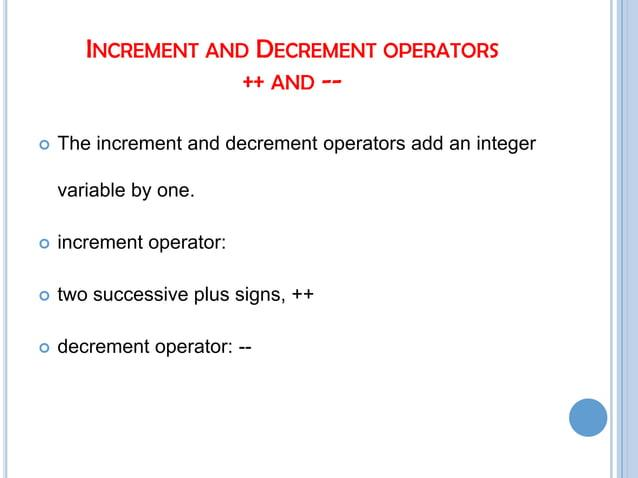 INCREMENT AND DECREMENT OPERATORS
++ AND --
The increment and decrement operators add an integer
variable by one.
increment operator:
two successive plus signs, ++
decrement operator: --